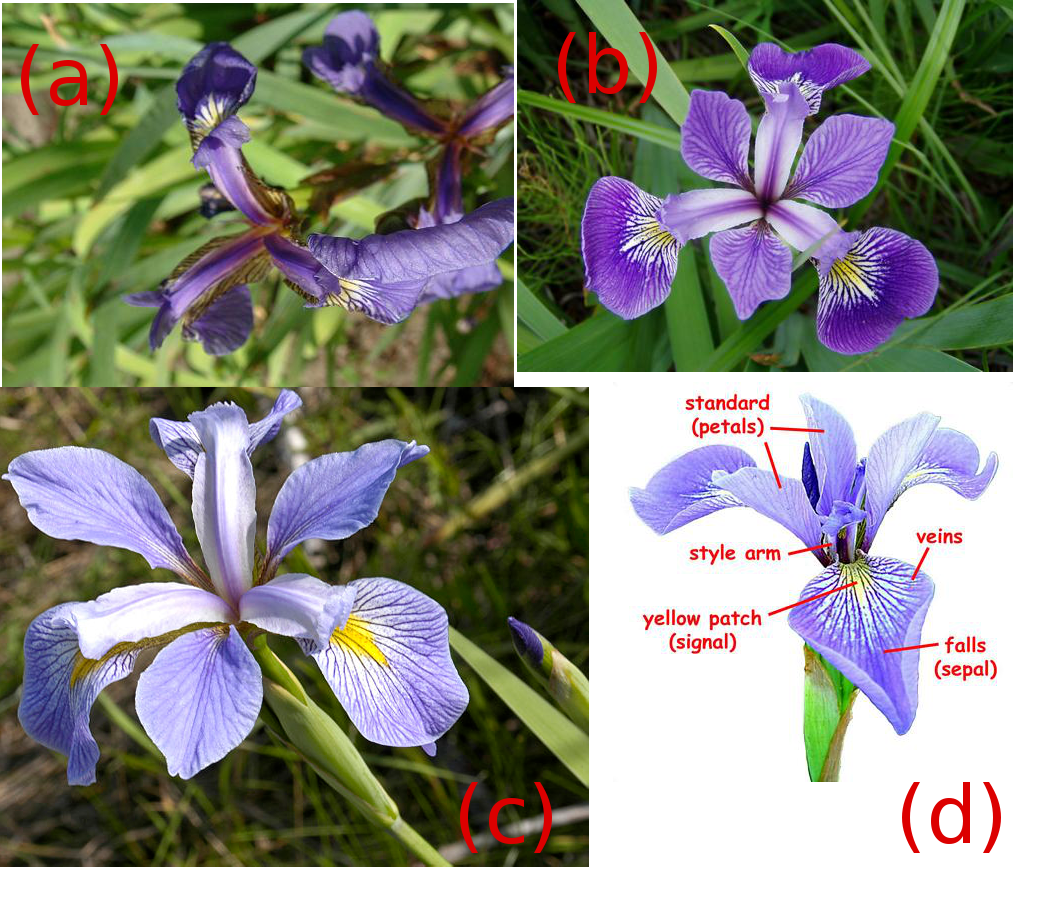 (a)
(b)
(c)
standard
(petals)
style arm
veins
yellow patch
(signal)
falls
(sepal)
(d)